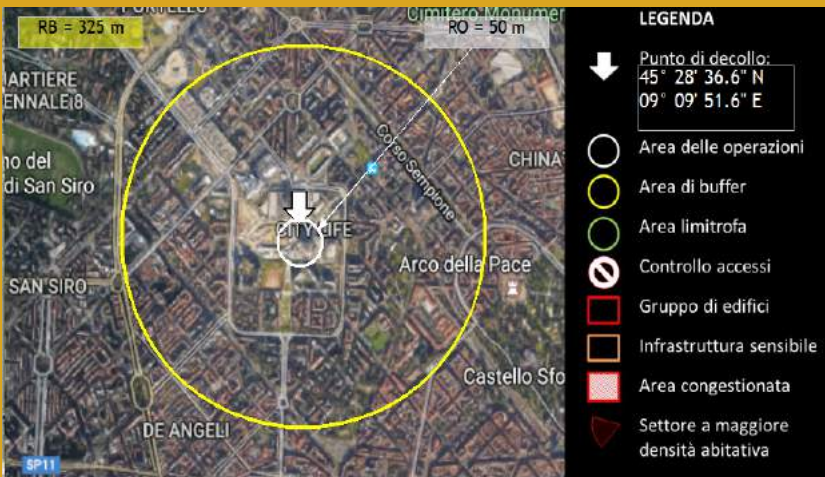 PORTELLO
Cimitero Monumen
RB = 325 m
RO = 50 m
ARTIERE
ENNALE 8
no del
di San Siro
Corso Sempione
CHINA
CITY LIFE
Arco della Pace
SAN SIRO
Castello Sfo
DE ANGELI
SP11
LEGENDA
Punto di decollo:
45° 28' 36.6" N
09° 09' 51.6" E
Area delle operazioni
Area di buffer
Area limitrofa
Controllo accessi
Gruppo di edifici
Infrastruttura sensibile
Area congestionata
Settore a maggiore
densità abitativa